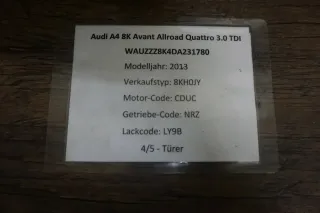 Audi A4 8K Avant Allroad Quattro 3.0 TDI
WAUZZZ8K4DA231780
Modelljahr: 2013
Verkaufstyp: 8KH0JY
Motor-Code: CDUC
Getriebe-Code: NRZ
Lackcode: LY9B
4/5 - Türer